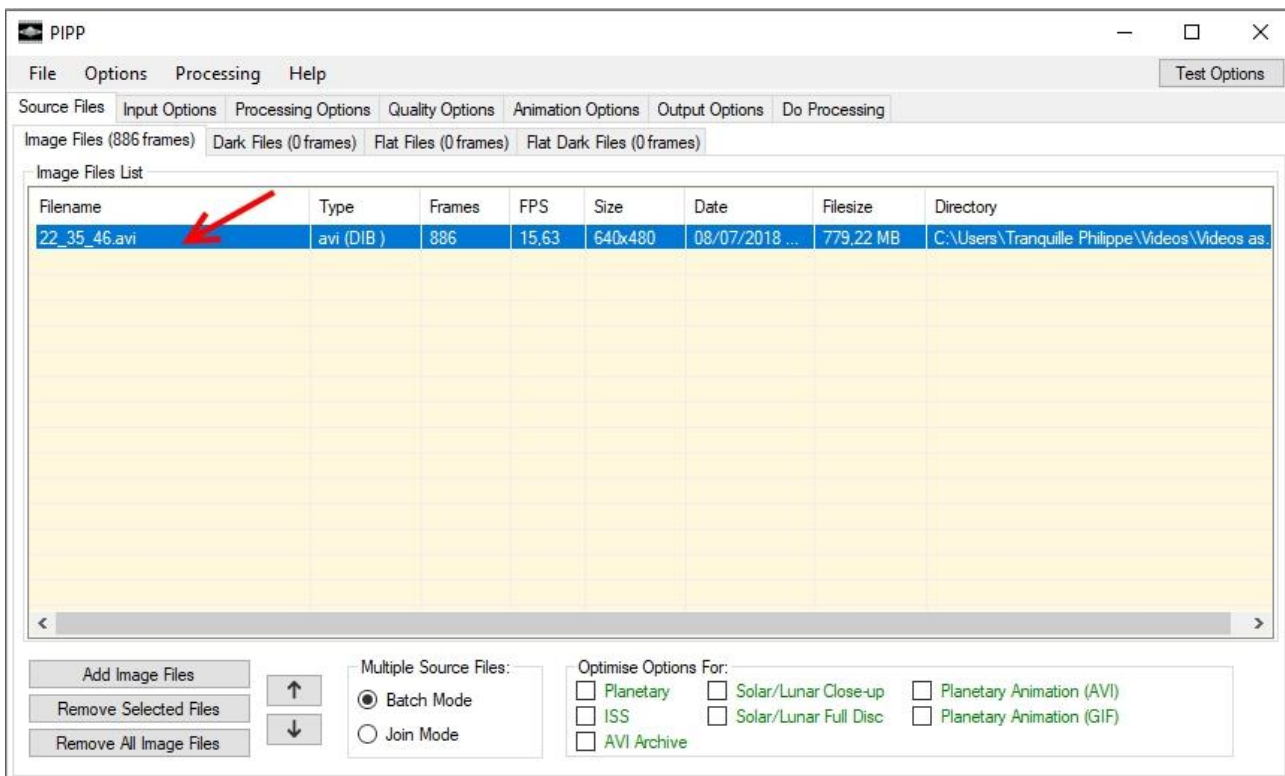 PIPP
File Options Processing Help Test Options
Source Files Input Options Processing Options Quality Options Animation Options Output Options Do Processing
Image Files (886 frames) Dark Files (0 frames) Flat Files (0 frames) Flat Dark Files (0 frames)
Image Files List
Filename Type Frames FPS Size Date Filesize Directory
22_35_46.avi avi (DIB ) 886 15,63 640x480 08/07/2018 ... 779,22 MB C:\Users\Tranquille Philippe\Videos\Videos as.
Add Image Files
Remove Selected Files
Remove All Image Files
Multiple Source Files:
Batch Mode
Join Mode
Optimise Options For:
Planetary Solar/Lunar Close-up Planetary Animation (AVI)
ISS Solar/Lunar Full Disc Planetary Animation (GIF)
AVI Archive